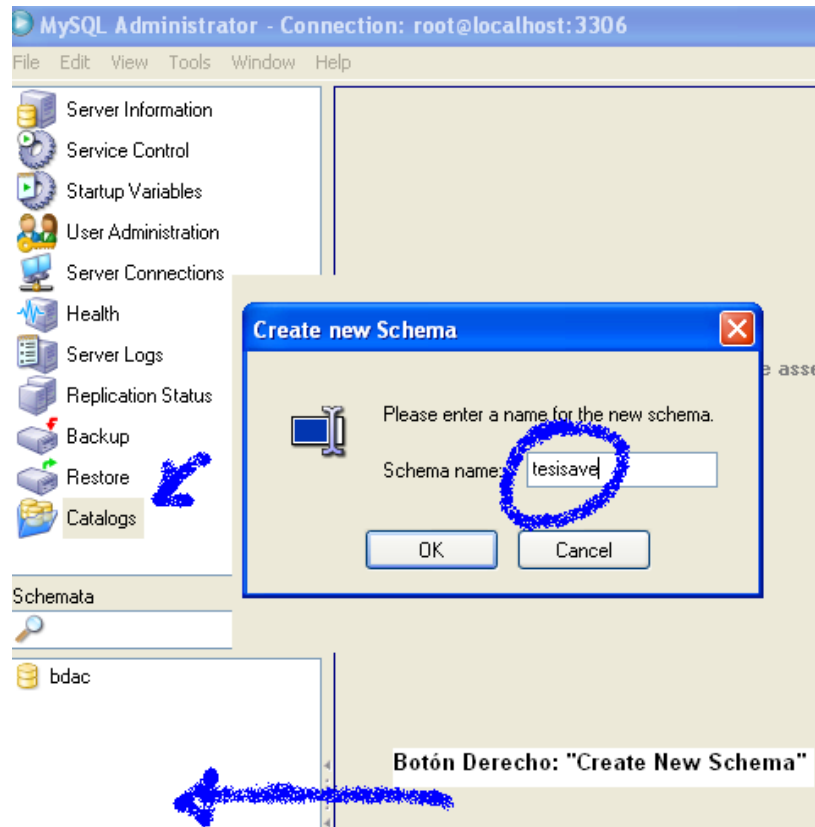 MySQL Administrator - Connection: root@localhost:3306
File Edit View Tools Window Help
Server Information
Service Control
Startup Variables
User Administration
Server Connections
Health
Server Logs
Replication Status
Backup
Restore
Catalogs
Create new Schema
Please enter a name for the new schema.
Schema name: tesisave
OK Cancel
Schemata
bdac
Botón Derecho: "Create New Schema"